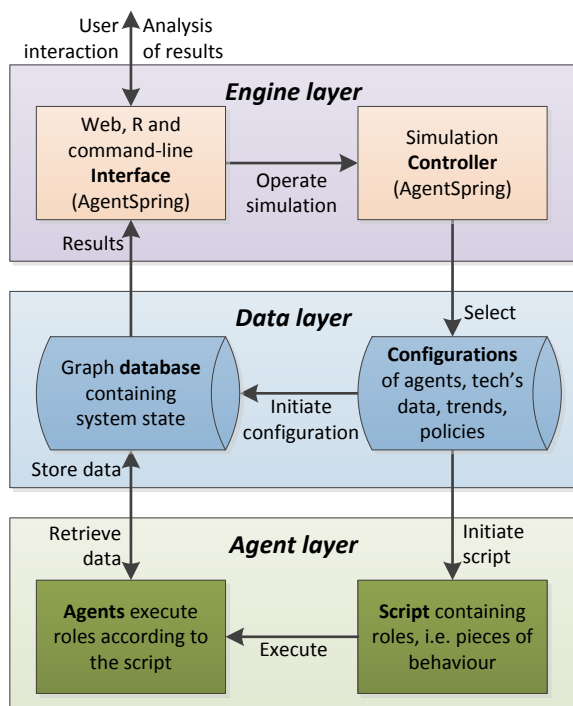 User
interaction
Analysis
of results
Engine layer
Web, R and
command-line
Interface
(AgentSpring)
Operate
simulation
Simulation
Controller
(AgentSpring)
Results
Select
Data layer
Graph database
containing
system state
Initiate
configuration
Configurations
of agents, tech's
data, trends,
policies
Store data
Retrieve
data
Initiate
script
Agent layer
Agents execute
roles according to
the script
Execute
Script containing
roles, i.e. pieces of
behaviour